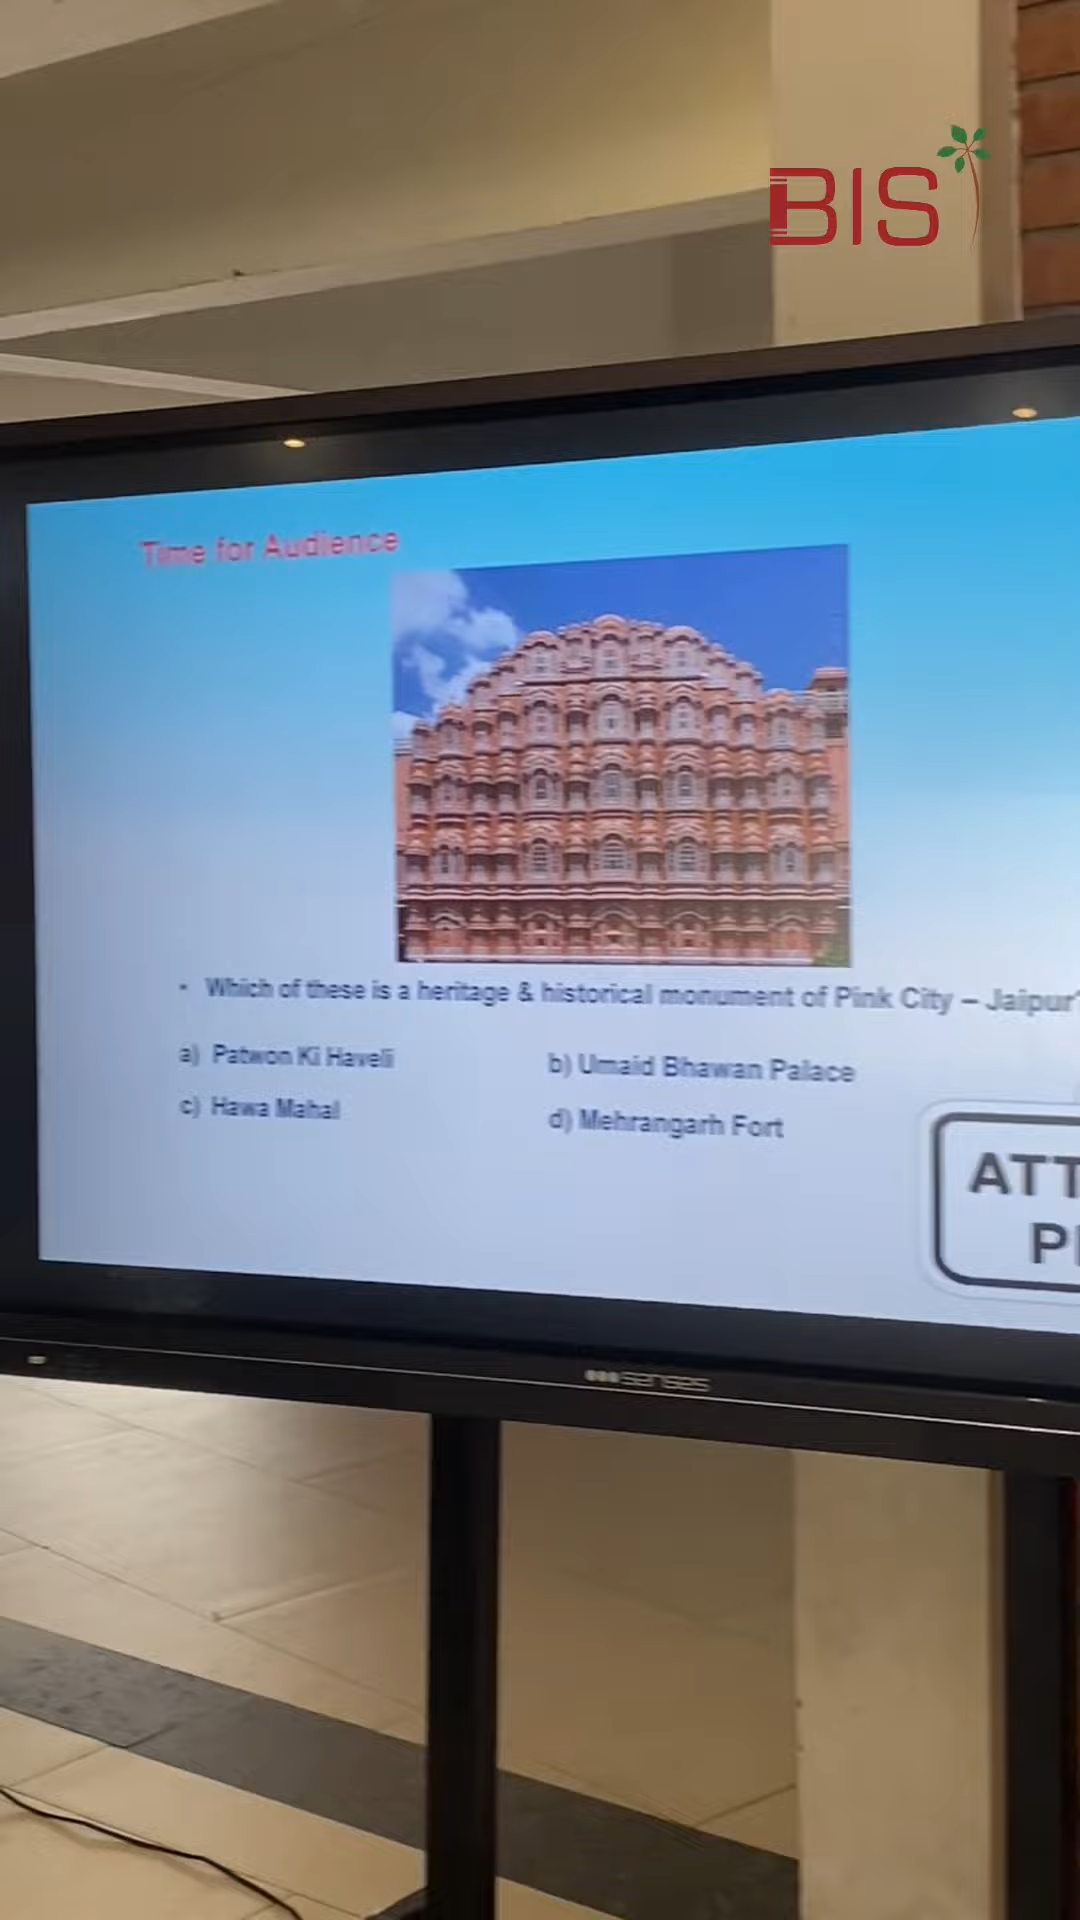 BIS
Time for Audience
• Which of these is a heritage & historical monument of Pink City – Jaipur?
a) Patwon Ki Haveli
b) Umaid Bhawan Palace
c) Hawa Mahal
d) Mehrangarh Fort
ATT
senses